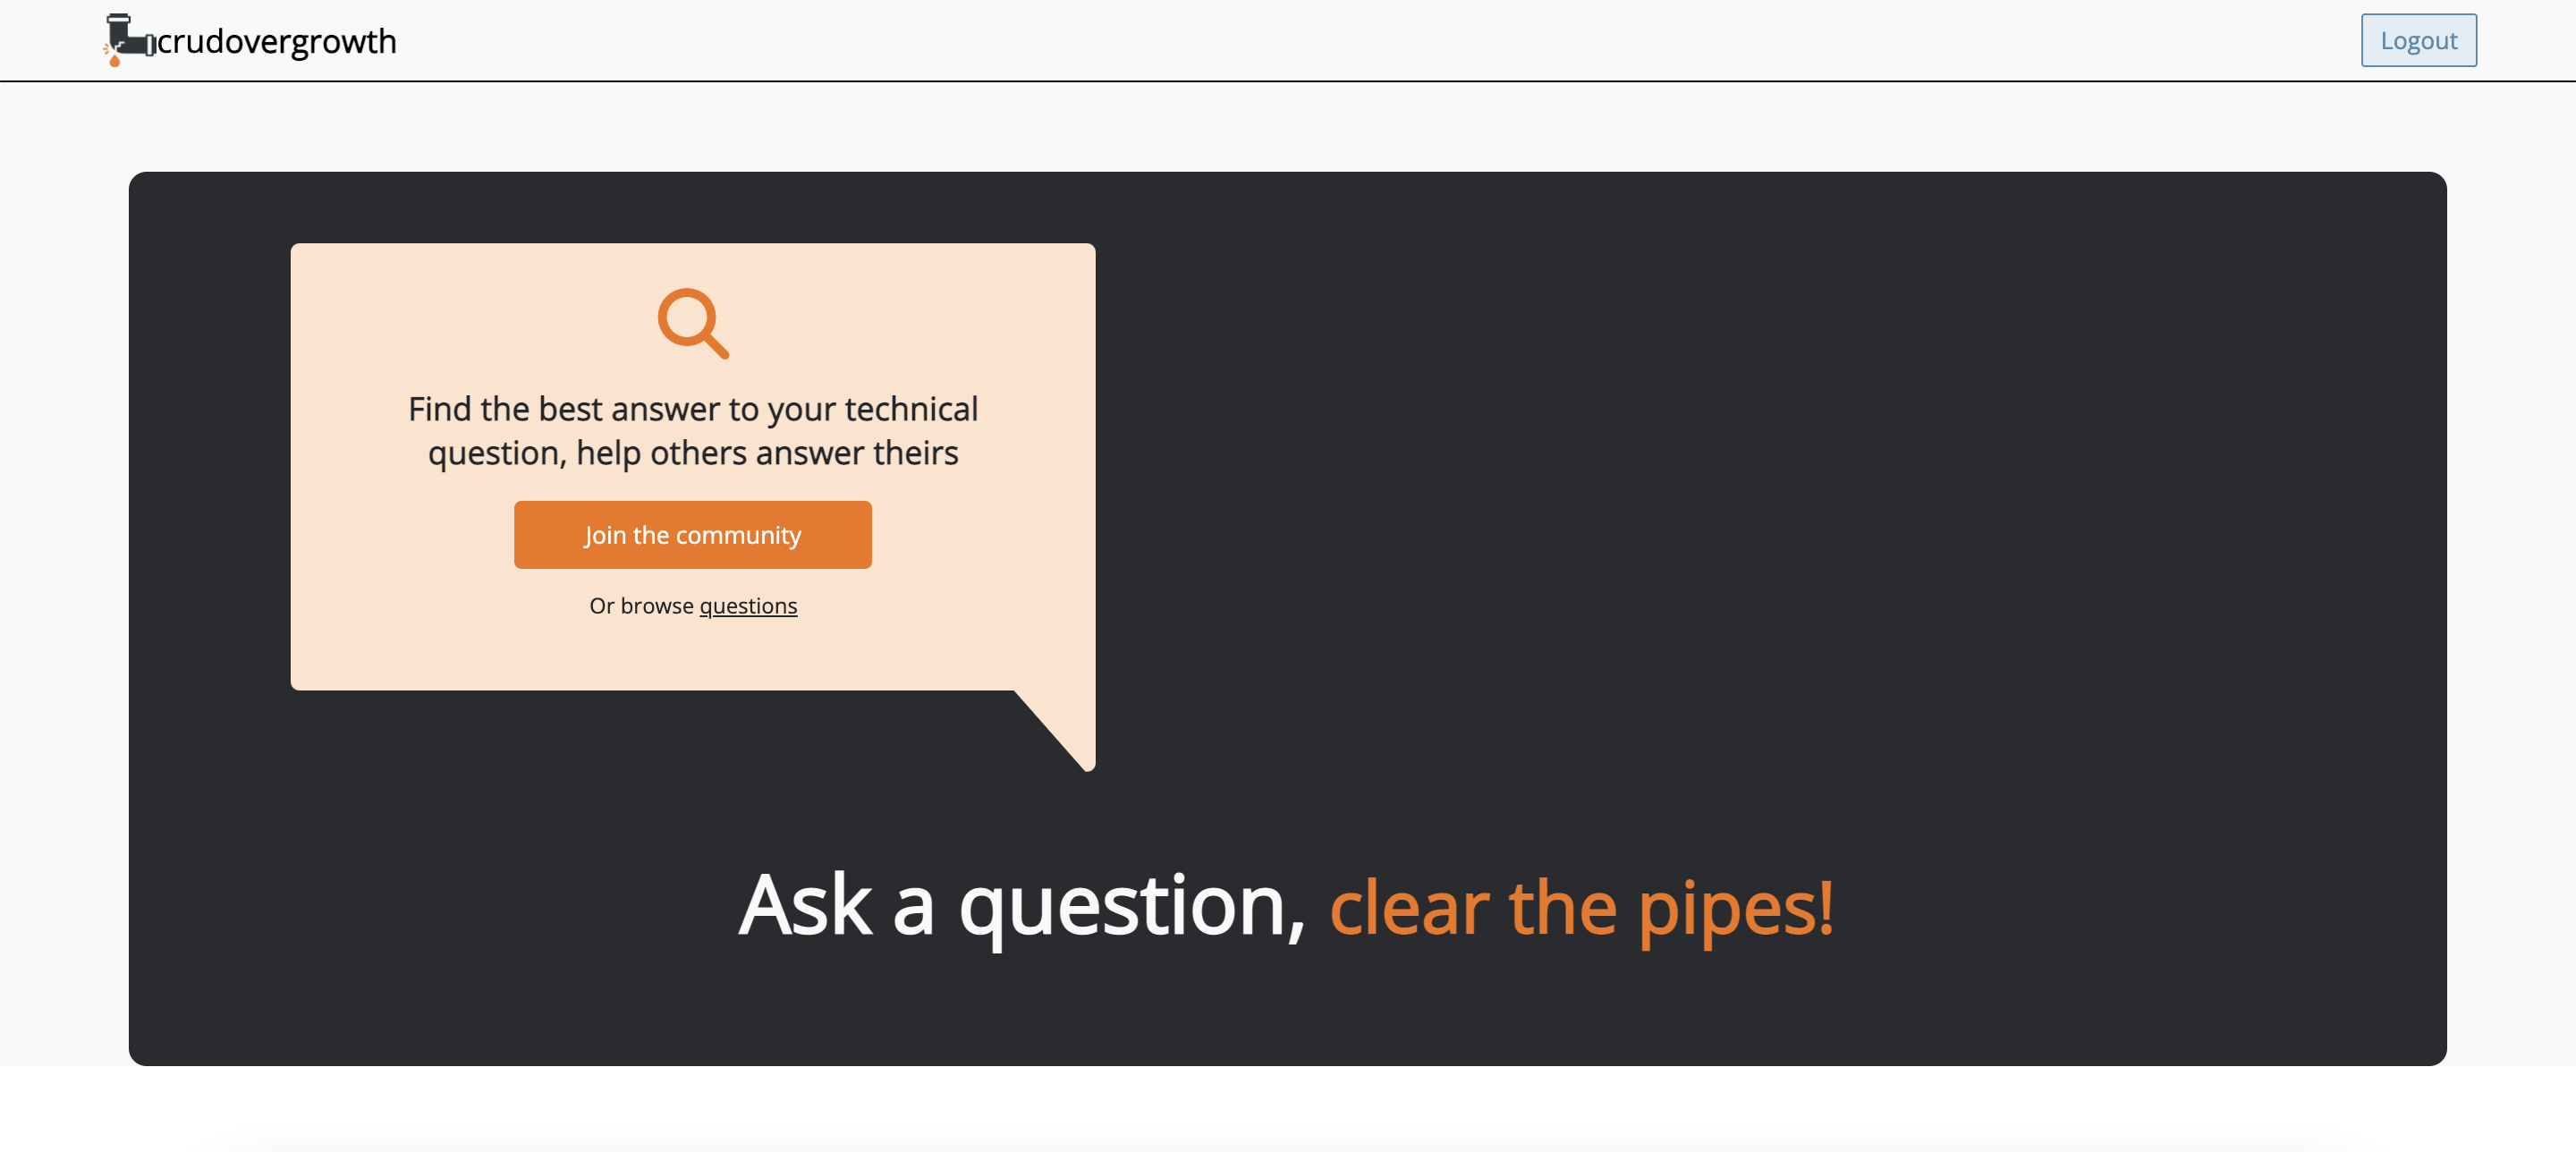 crudovergrowth
Logout
Find the best answer to your technical
question, help others answer theirs
Join the community
Or browse questions
Ask a question, clear the pipes!